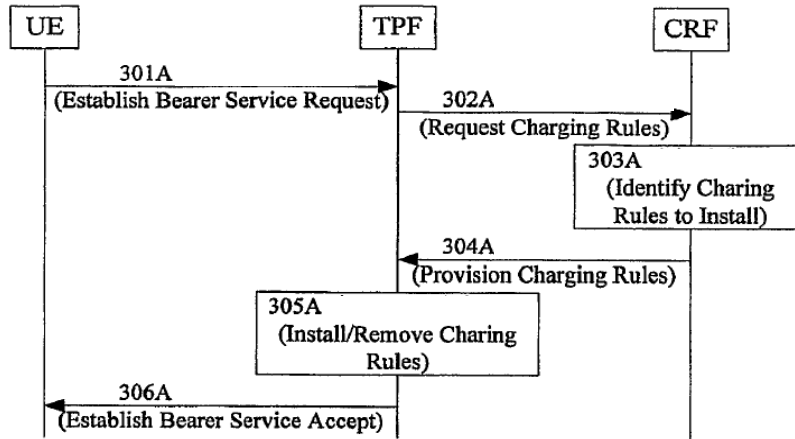 UE
TPF
CRF
301A
(Establish Bearer Service Request)
302A
(Request Charging Rules)
303A
(Identify Charing
Rules to Install)
304A
(Provision Charging Rules)
305A
(Install/Remove Charing
Rules)
306A
(Establish Bearer Service Accept)